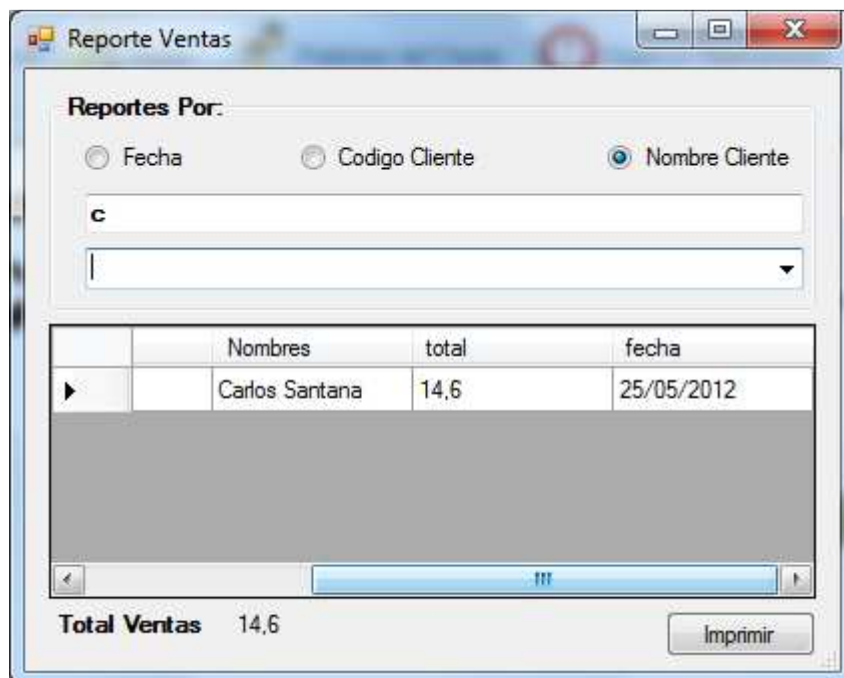 Reporte Ventas
Reportes Por:
Fecha Codigo Cliente Nombre Cliente
c
Nombres total fecha
Carlos Santana 14,6 25/05/2012
Total Ventas 14,6
Imprimir